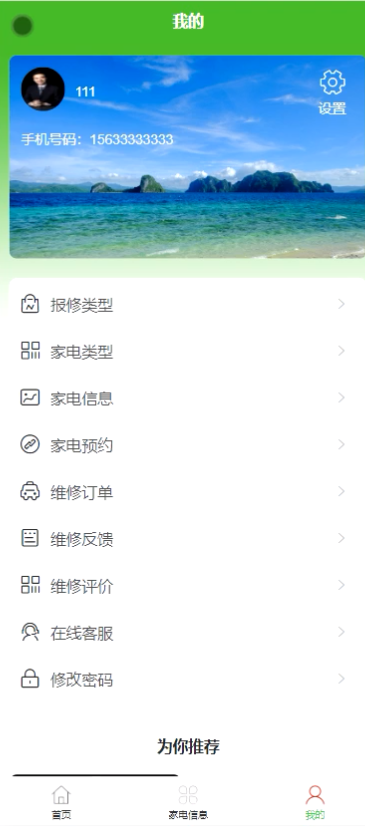 我的
111
设置
手机号码：15633333333
报修类型
家电类型
家电信息
家电预约
维修订单
维修反馈
维修评价
在线客服
修改密码
为你推荐
首页
家电信息
我的